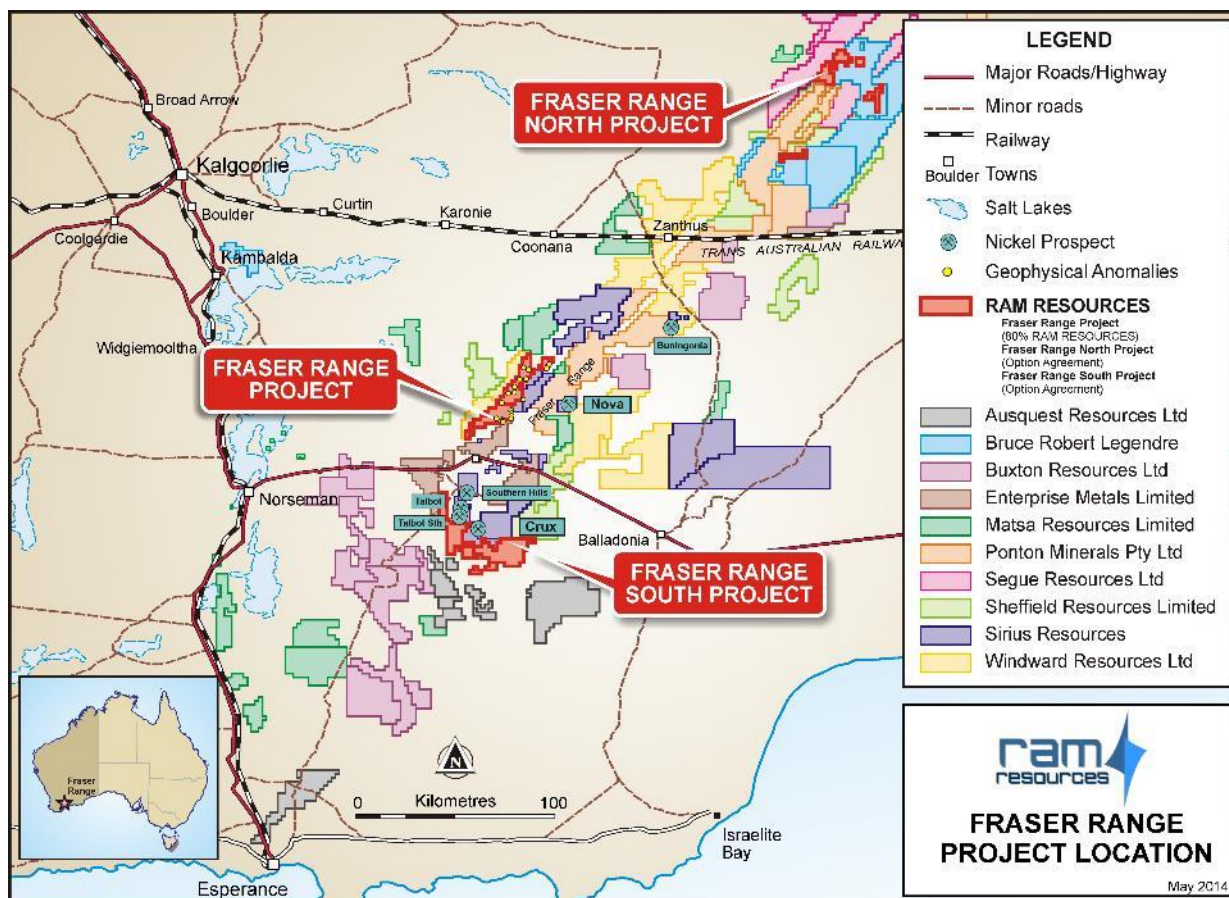 FRASER RANGE
NORTH PROJECT
Broad Arrow
Kalgoorlie
Boulder
Curtin
Karonie
Coonana
Zanthus
TRANS AUSTRALIAN RAILWAY
Coolgardie
Kambalda
Widgiemooltha
Buningonia
FRASER RANGE
PROJECT
Fraser Range
Nova
Norseman
Southern Hills
Talbot
Talbot Sth
Crux
Balladonia
FRASER RANGE
SOUTH PROJECT
N
0 Kilometres 100
Israelite
Bay
Esperance
Fraser
Range
LEGEND
Major Roads/Highway
Minor roads
Railway
Boulder Towns
Salt Lakes
Nickel Prospect
Geophysical Anomalies
RAM RESOURCES
Fraser Range Project
(80% RAM RESOURCES)
Fraser Range North Project
(Option Agreement)
Fraser Range South Project
(Option Agreement)
Ausquest Resources Ltd
Bruce Robert Legendre
Buxton Resources Ltd
Enterprise Metals Limited
Matsa Resources Limited
Ponton Minerals Pty Ltd
Segue Resources Ltd
Sheffield Resources Limited
Sirius Resources
Windward Resources Ltd
ram
resources
FRASER RANGE
PROJECT LOCATION
May 2014